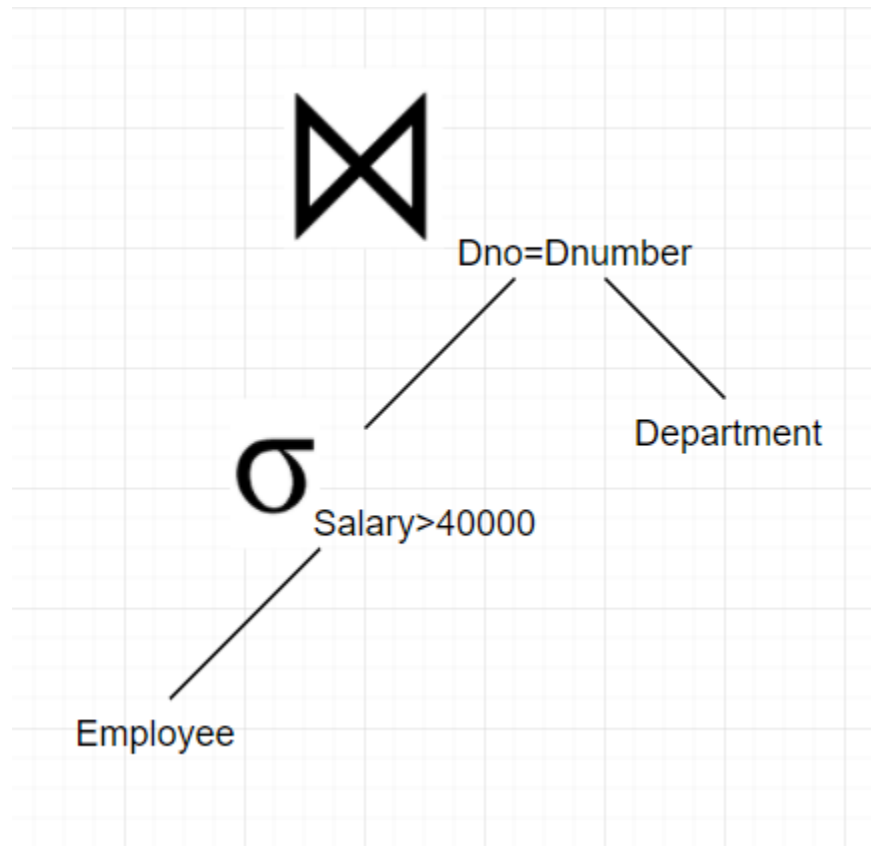 ⋈
Dno=Dnumber
Department
σ
Salary>40000
Employee